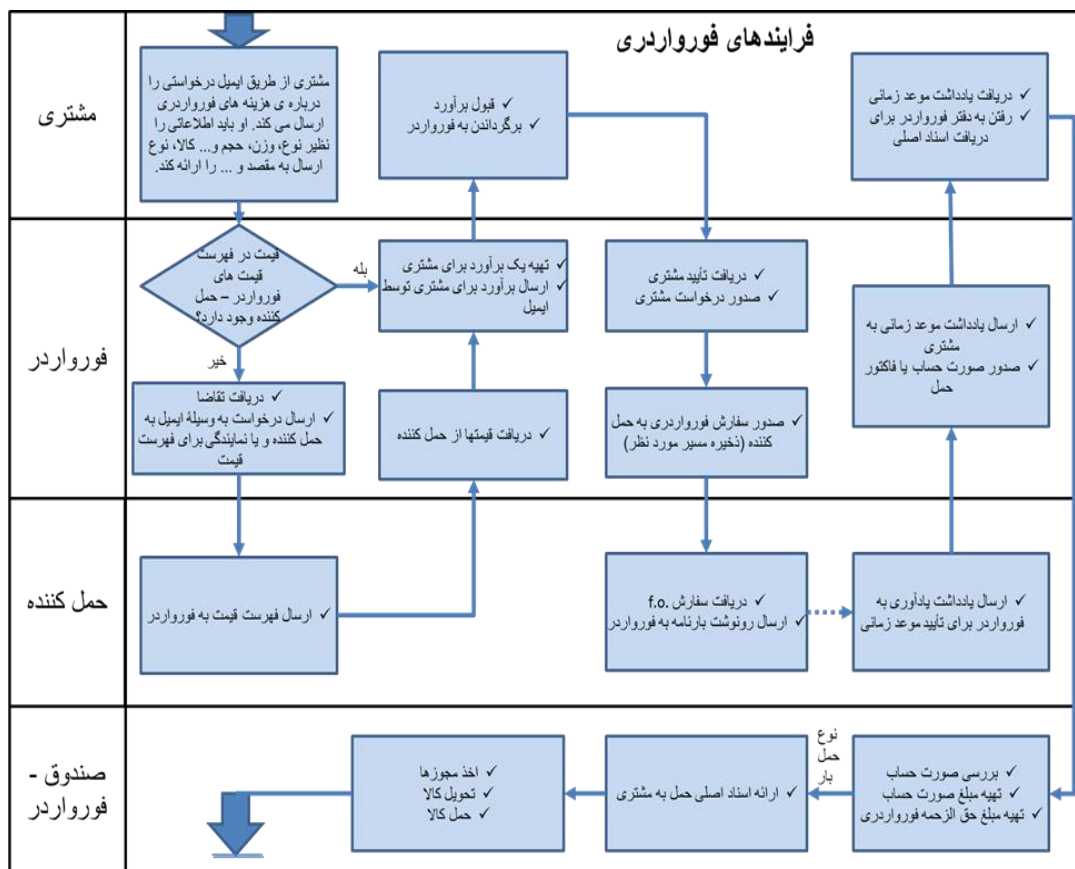 فرایندهای فورواردری
مشتری
مشتری از طریق ایمیل درخواستی را
درباره ی هزینه های فورواردری
ارسال می کند. او باید اطلاعاتی را
نظیر نوع، وزن، حجم و... کالا، نوع
ارسال به مقصد و ... را ارائه کند.
✓ قبول برآورد
✓ برگرداندن به فورواردر
✓ دریافت یادداشت موعد زمانی
✓ رفتن به دفتر فورواردر برای
دریافت اسناد اصلی
فورواردر
قیمت در فهرست
قیمت های
فورواردر – حمل
کننده وجود دارد؟
بله
خیر
✓ تهیه یک برآورد برای مشتری
✓ ارسال برآورد برای مشتری توسط
ایمیل
✓ دریافت تأیید مشتری
✓ صدور درخواست مشتری
✓ ارسال یادداشت موعد زمانی به
مشتری
✓ صدور صورت حساب یا فاکتور
حمل
✓ دریافت تقاضا
✓ ارسال درخواست به وسیلۀ ایمیل به
حمل کننده و یا نمایندگی برای فهرست
قیمت
✓ دریافت قیمتها از حمل کننده
✓ صدور سفارش فورواردری به حمل
کننده (ذخیره مسیر مورد نظر)
حمل کننده
✓ ارسال فهرست قیمت به فورواردر
✓ دریافت سفارش f.o.
✓ ارسال رونوشت بارنامه به فورواردر
✓ ارسال یادداشت یادآوری به
فورواردر برای تأیید موعد زمانی
صندوق -
فورواردر
✓ اخذ مجوزها
✓ تحویل کالا
✓ حمل کالا
✓ ارائه اسناد اصلی حمل به مشتری
نوع
حمل
بار
✓ بررسی صورت حساب
✓ تهیه مبلغ صورت حساب
✓ تهیه مبلغ حق الزحمه فورواردری